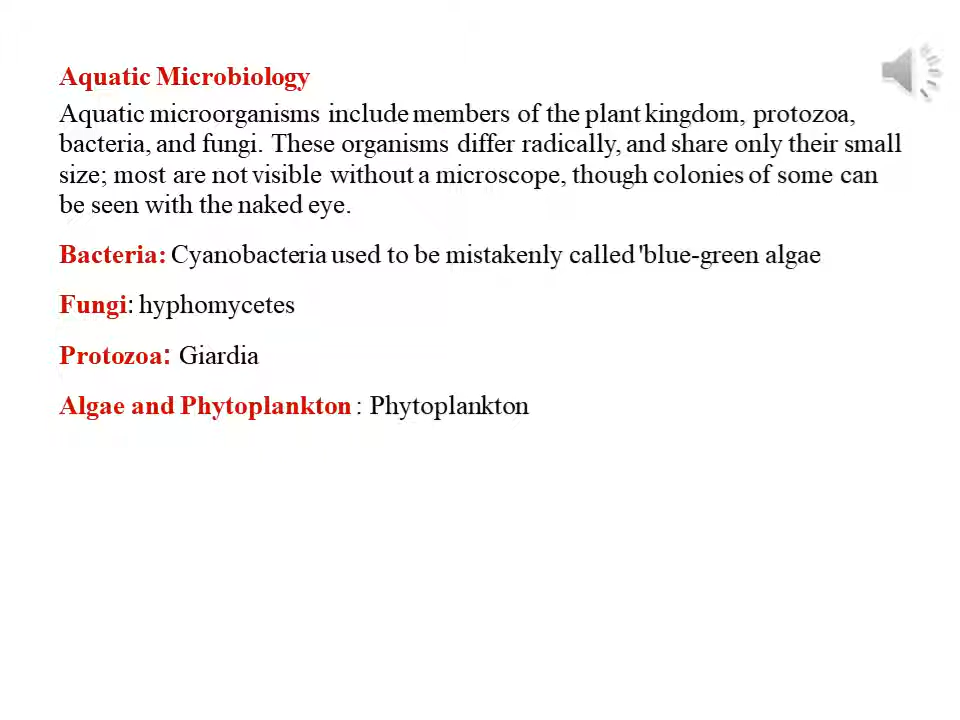 Aquatic Microbiology
Aquatic microorganisms include members of the plant kingdom, protozoa,
bacteria, and fungi. These organisms differ radically, and share only their small
size; most are not visible without a microscope, though colonies of some can
be seen with the naked eye.
Bacteria: Cyanobacteria used to be mistakenly called 'blue-green algae
Fungi: hyphomycetes
Protozoa: Giardia
Algae and Phytoplankton : Phytoplankton